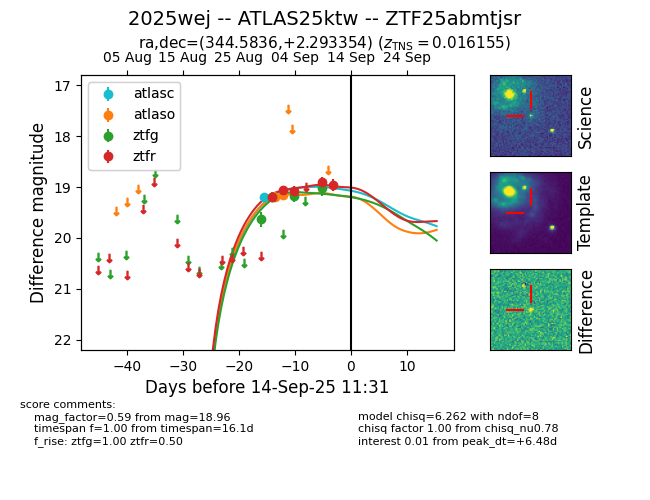 2025wej -- ATLAS25ktw -- ZTF25abmtjsr
ra,dec=(344.5836,+2.293354) (z_TNS = 0.016155)
05 Aug 15 Aug 25 Aug 04 Sep 14 Sep 24 Sep
17
18
19
20
21
22
Difference magnitude
atlasc
atlaso
ztfg
ztfr
−40 −30 −20 −10 0 10
Days before 14-Sep-25 11:31
Science
Template
Difference
score comments:
mag_factor=0.59 from mag=18.96
timespan f=1.00 from timespan=16.1d
f_rise: ztfg=1.00 ztfr=0.50
model chisq=6.262 with ndof=8
chisq factor 1.00 from chisq_nu0.78
interest 0.01 from peak_dt=+6.48d